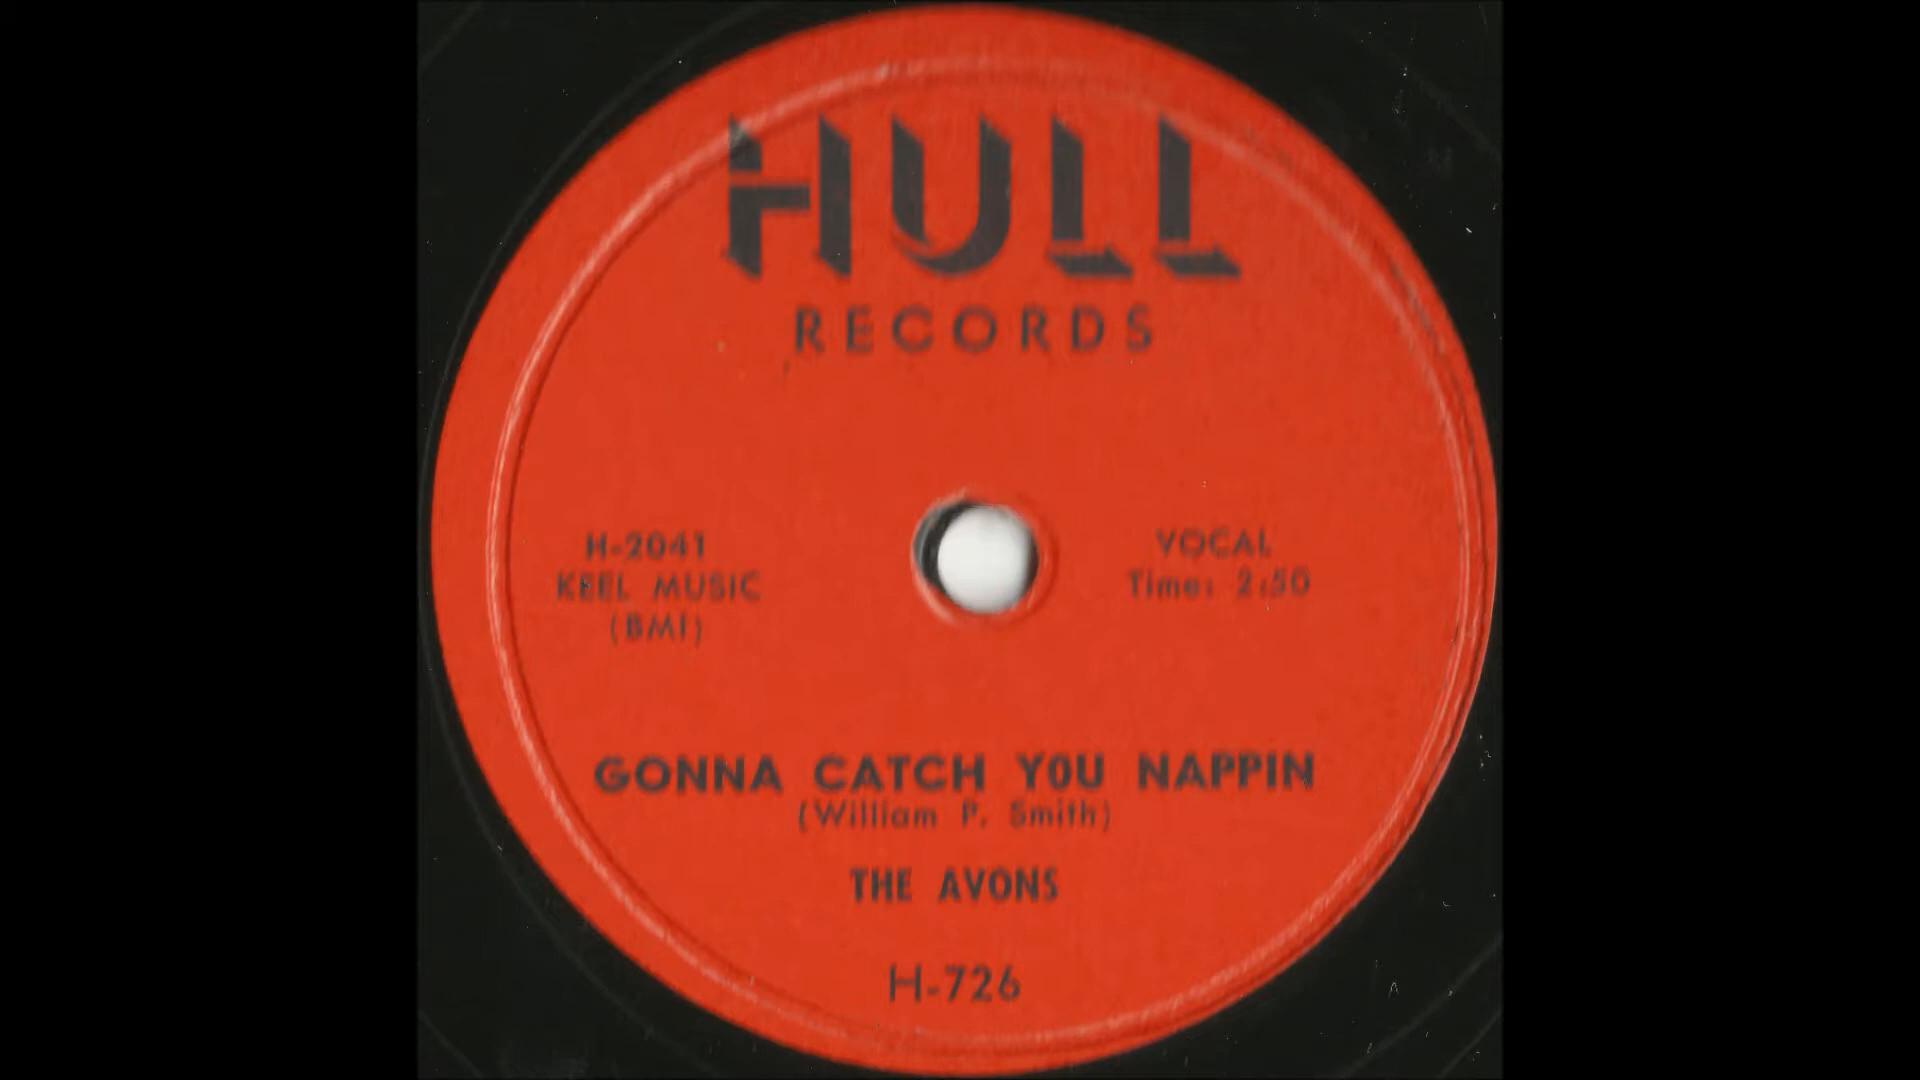 HULL
RECORDS
H-2041
KEEL MUSIC
(BMI)
VOCAL
Time: 2:50
GONNA CATCH YOU NAPPIN
(William P. Smith)
THE AVONS
H-726